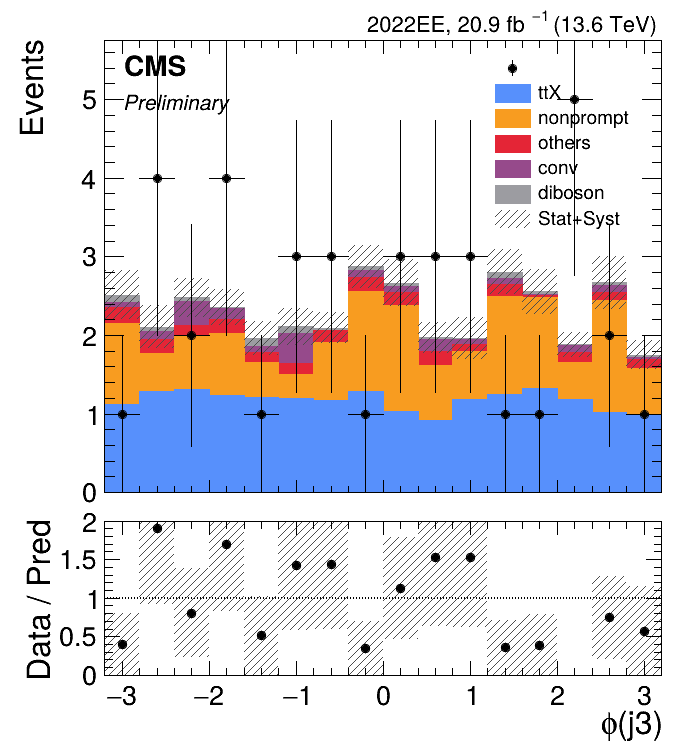 2022EE, 20.9 fb ⁻¹ (13.6 TeV)
CMS
Preliminary
Events
5
4
3
2
1
0
ttX
nonprompt
others
conv
diboson
Stat+Syst
Data / Pred
2
1.5
1
0.5
0
−3 −2 −1 0 1 2 3
ϕ(j3)